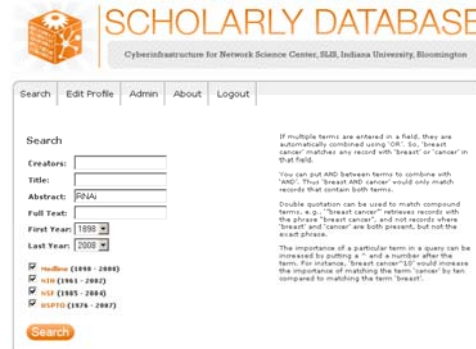 SCHOLARLY DATABASE
Cyberinfrastructure for Network Science Center, SLIS, Indiana University, Bloomington
Search Edit Profile Admin About Logout
Search
Creators:
Title:
Abstract: RNAi
Full Text:
First Year: 1898
Last Year: 2008
Medline (1898 - 2008)
NIH (1961 - 2002)
NSF (1985 - 2004)
USPTO (1976 - 2007)
Search
If multiple terms are entered in a field, they are
automatically combined using 'OR'. So, 'breast
cancer' matches any record with 'breast' or 'cancer' in
that field.
You can put AND between terms to combine with
'AND'. Thus 'breast AND cancer' would only match
records that contain both terms.
Double quotation can be used to match compound
terms, e.g., '"breast cancer"' retrieves records with
the phrase "breast cancer", and not records where
'breast' and 'cancer' are both present, but not the
exact phrase.
The importance of a particular term in a query can be
increased by putting a ^ and a number after the
term. For instance, 'breast cancer^10' would increase
the importance of matching the term 'cancer' by ten
compared to matching the term 'breast'.